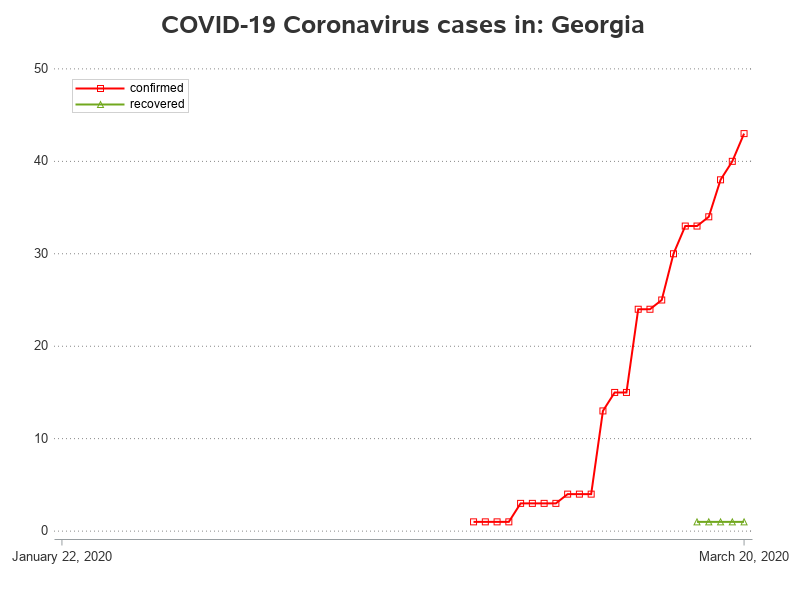 COVID-19 Coronavirus cases in: Georgia
50
confirmed
recovered
40
30
20
10
0
January 22, 2020
March 20, 2020